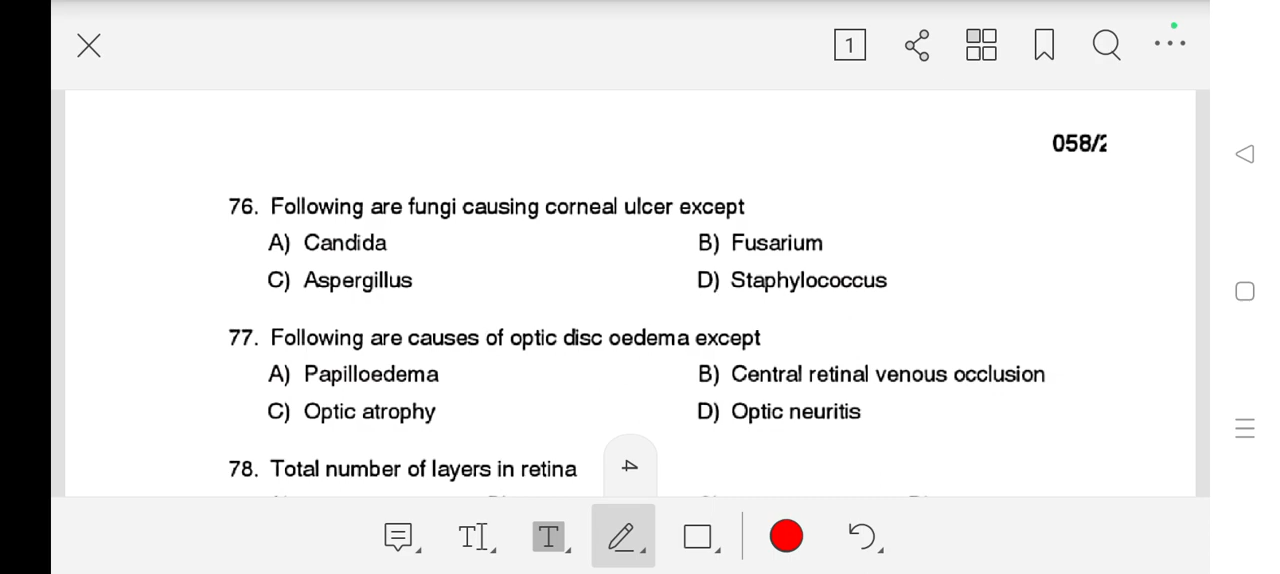 1
058/2
76. Following are fungi causing corneal ulcer except
A) Candida B) Fusarium
C) Aspergillus D) Staphylococcus
77. Following are causes of optic disc oedema except
A) Papilloedema B) Central retinal venous occlusion
C) Optic atrophy D) Optic neuritis
78. Total number of layers in retina
4
T T